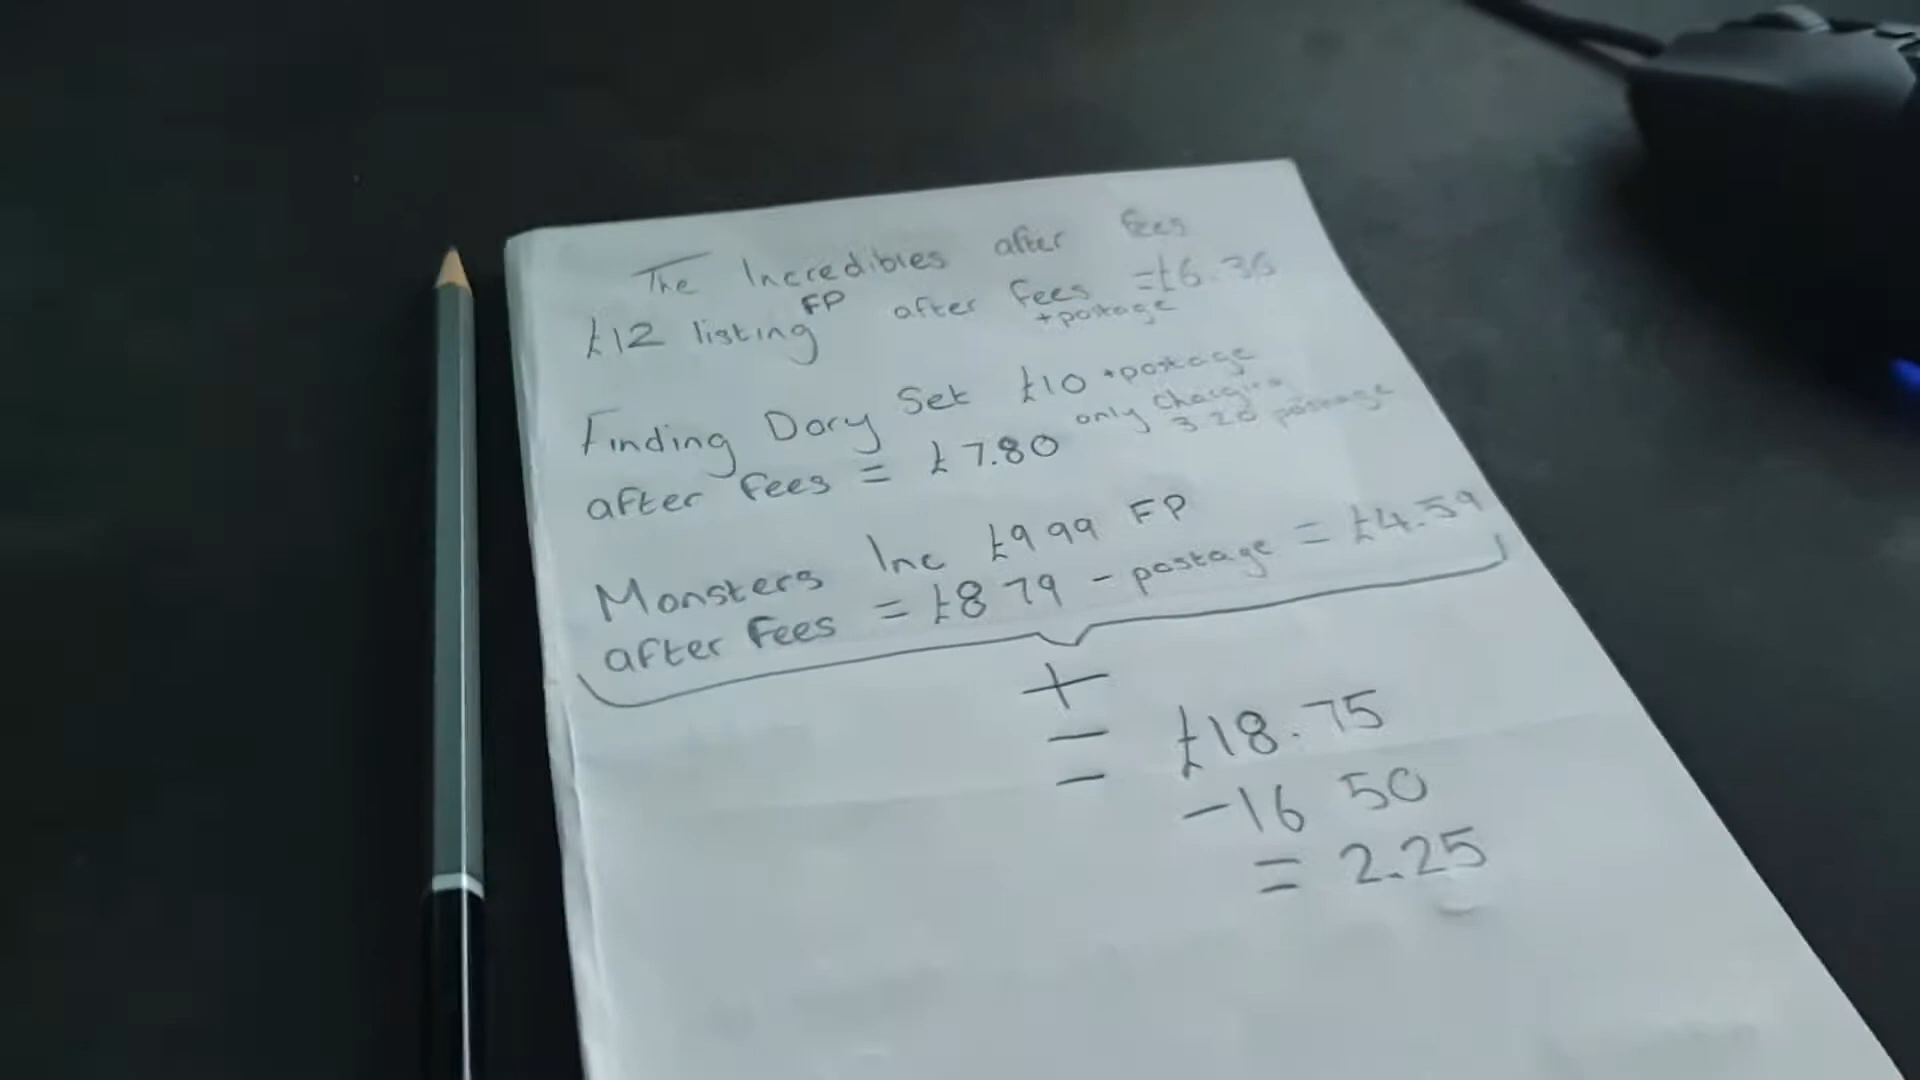 The Incredibles after fees
£12 listing FP after fees = £6.36
+postage
Finding Dory Set £10 +postage
after fees = £7.80 only charging
3.20 postage
Monsters Inc £9 99 FP
after fees = £8 79 - postage = £4.59
+
= £18.75
-16 50
= 2.25